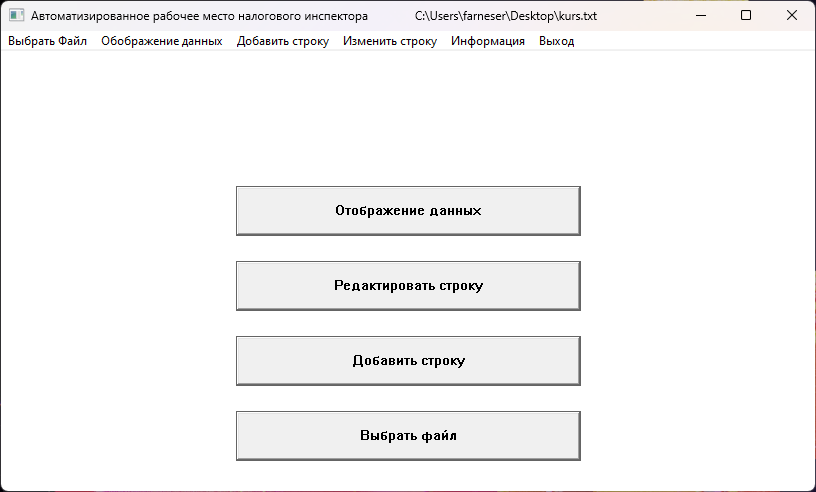 Автоматизированное рабочее место налогового инспектора C:\Users\farneser\Desktop\kurs.txt
Выбрать Файл Обображение данных Добавить строку Изменить строку Информация Выход
Отображение данных
Редактировать строку
Добавить строку
Выбрать файл